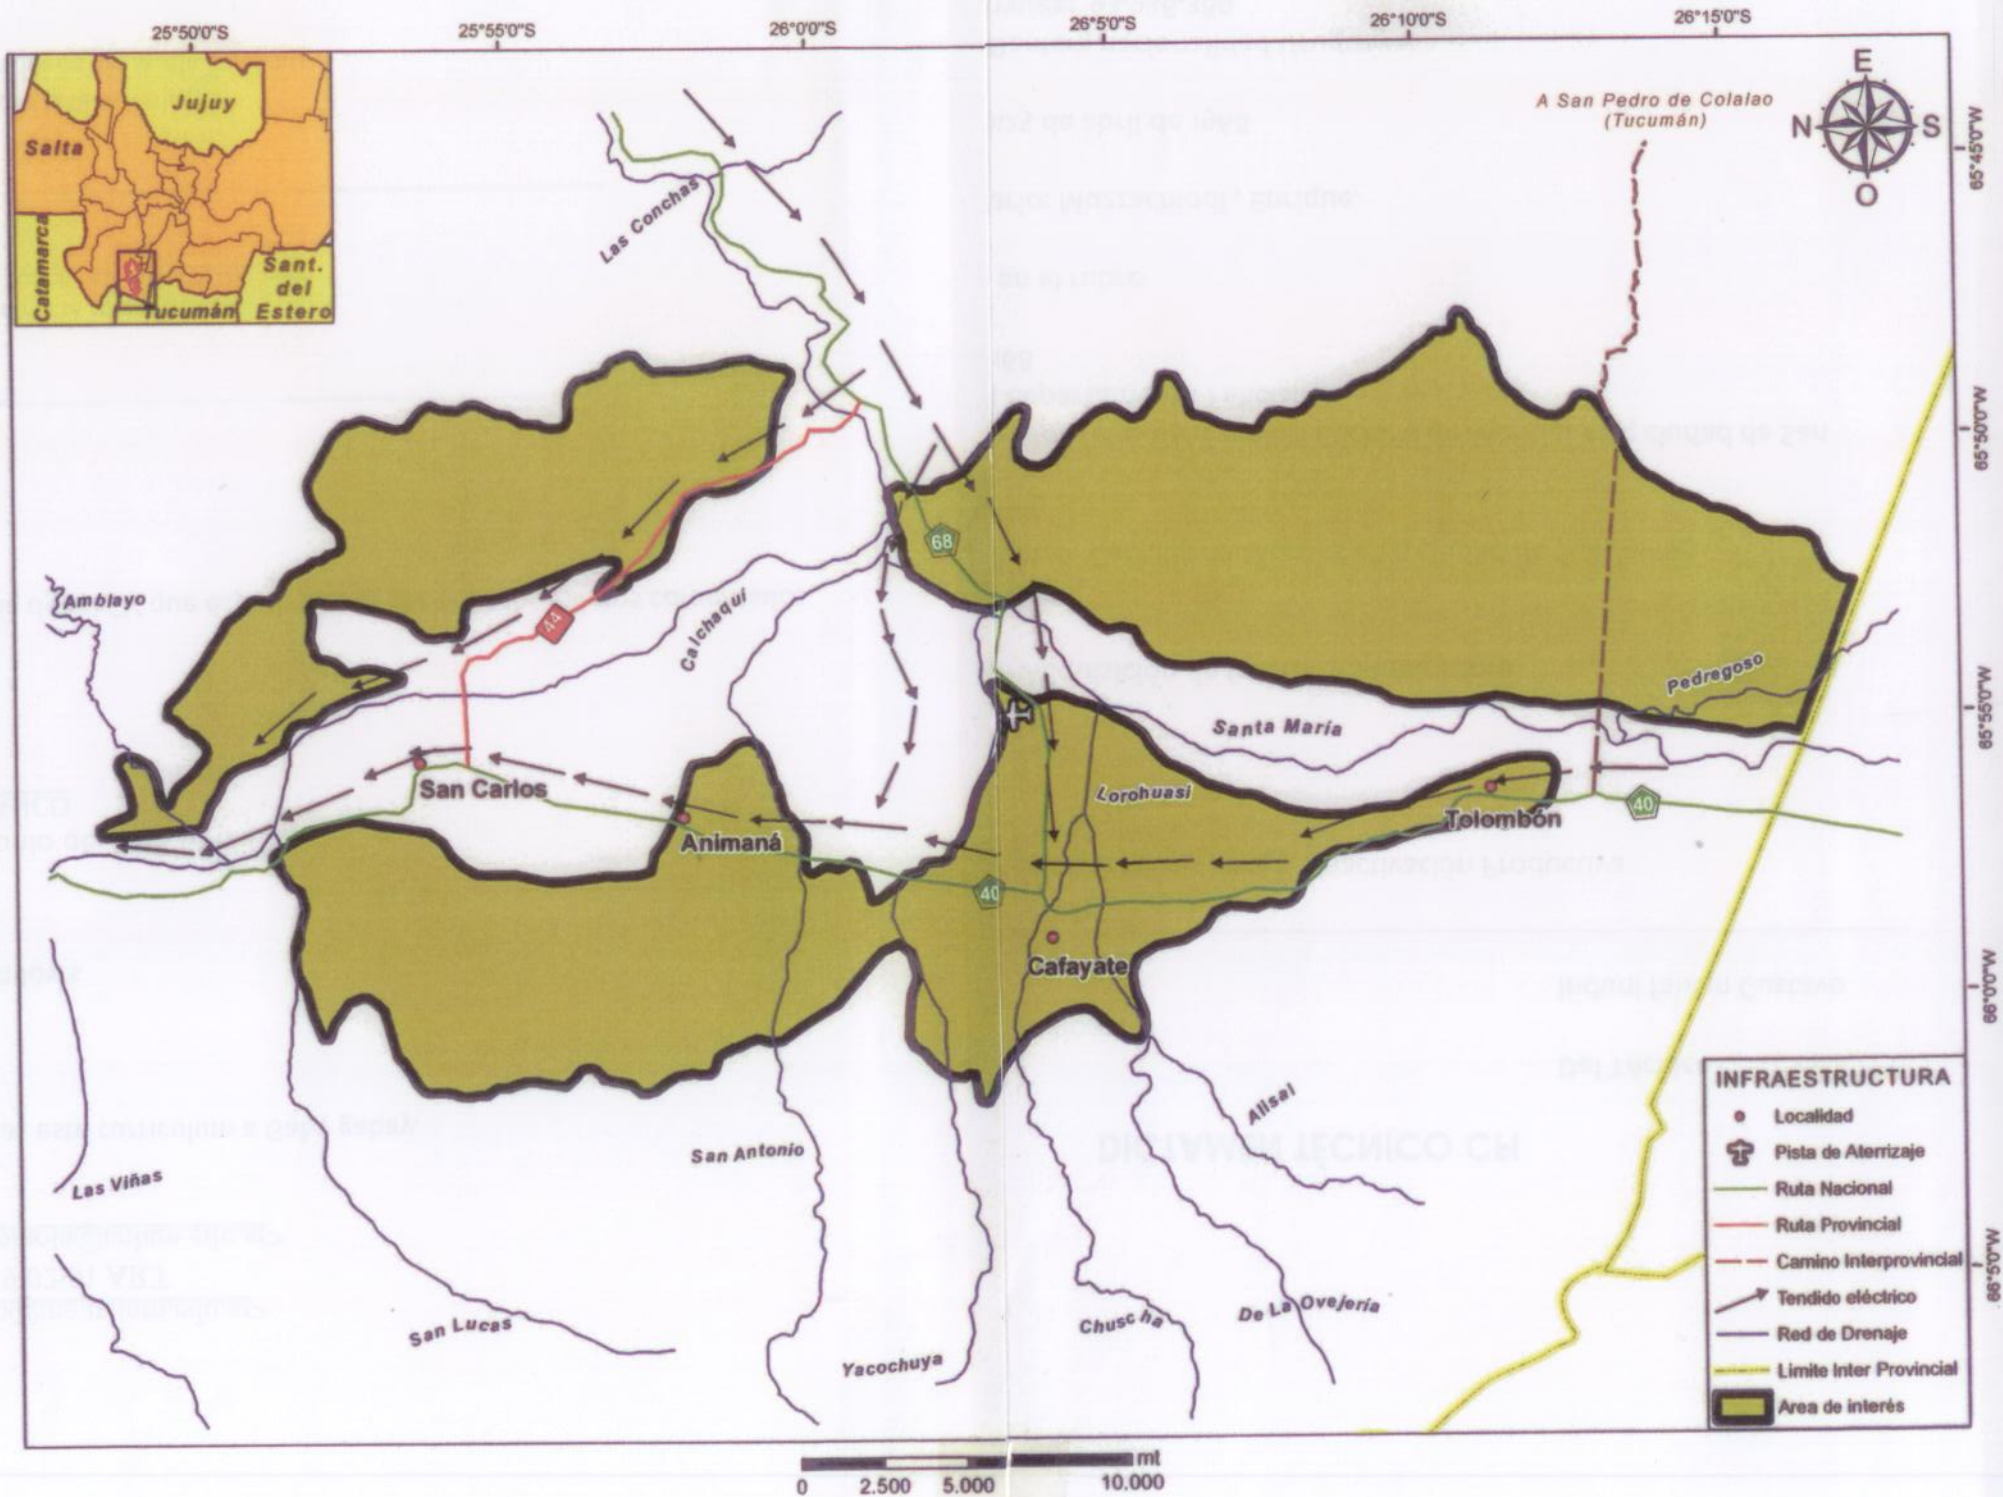 25°50'0"S
25°55'0"S
26°0'0"S
26°5'0"S
26°10'0"S
26°15'0"S
Jujuy
Salta
Catamarca
Sant.
del
Estero
Tucumán
A San Pedro de Colalao
(Tucumán)
E
N
S
O
65°45'0"W
65°50'0"W
65°55'0"W
66°0'0"W
66°5'0"W
Las Conchas
68
Amblayo
44
Calchaquí
Pedregoso
Santa María
San Carlos
Lorohuasi
Animaná
Tolombón
40
40
Cafayate
Alisal
San Antonio
Las Viñas
San Lucas
Yacochuya
Chuscha
De La Ovejería
INFRAESTRUCTURA
Localidad
Pista de Aterrizaje
Ruta Nacional
Ruta Provincial
Camino Interprovincial
Tendido eléctrico
Red de Drenaje
Limite Inter Provincial
Area de interés
mt
0 2.500 5.000 10.000